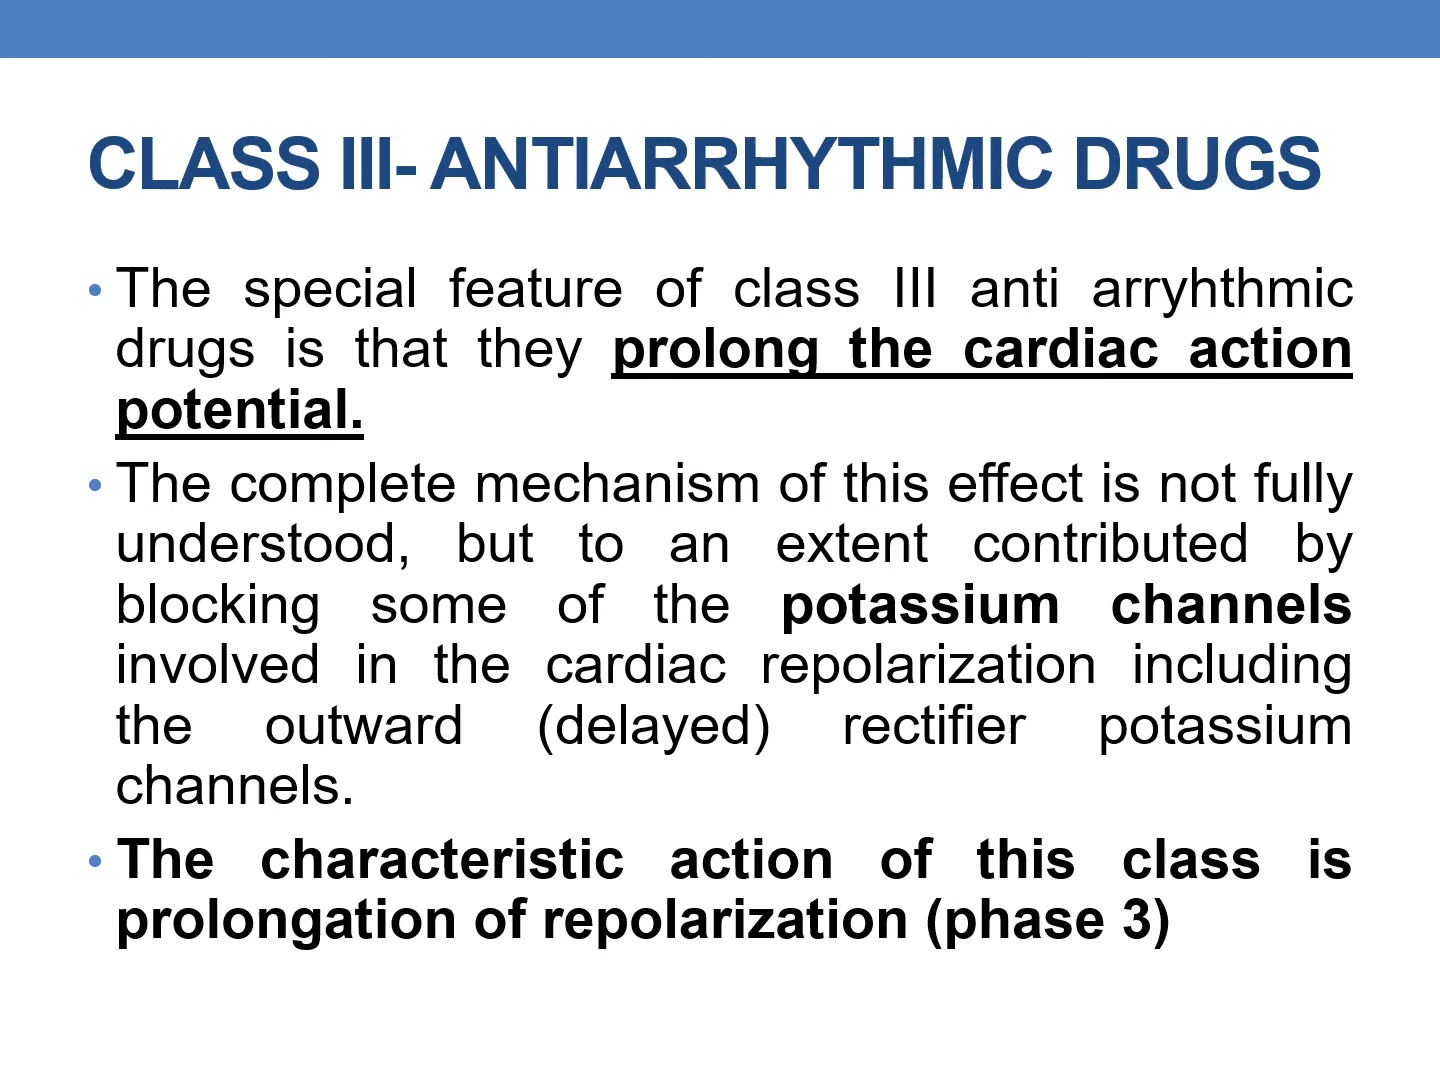 CLASS III- ANTIARRHYTHMIC DRUGS
• The special feature of class III anti arryhthmic
drugs is that they prolong the cardiac action
potential.
• The complete mechanism of this effect is not fully
understood, but to an extent contributed by
blocking some of the potassium channels
involved in the cardiac repolarization including
the outward (delayed) rectifier potassium
channels.
• The characteristic action of this class is
prolongation of repolarization (phase 3)